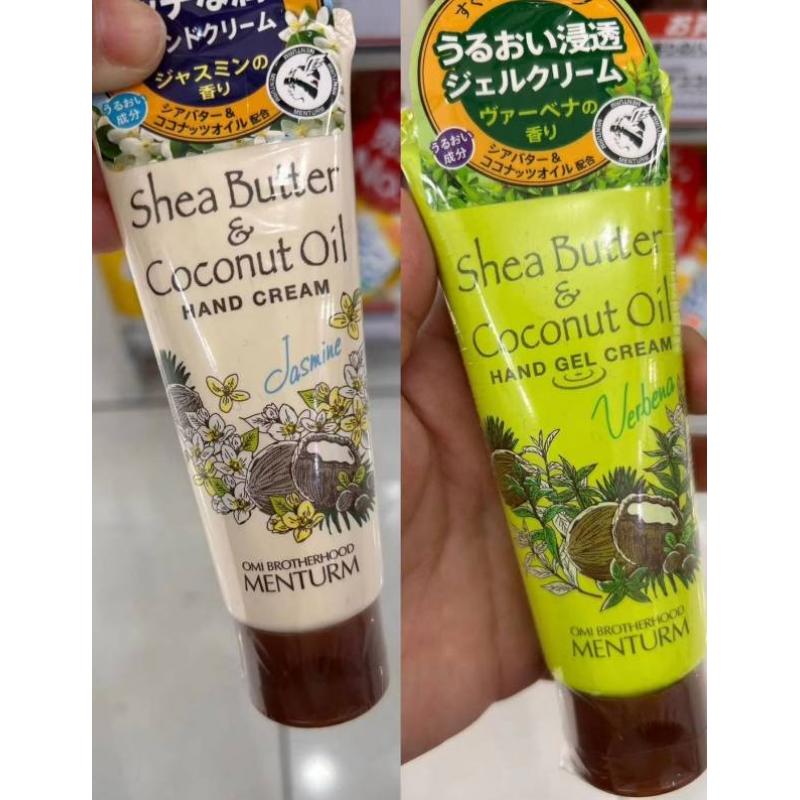 ンドクリーム
ジャスミンの
香り
うるおい
成分
シアバター&
ココナッツオイル 配合
MENTURM
Shea Butter
&
Coconut Oil
HAND CREAM
Jasmine
OMI BROTHERHOOD
MENTURM
うるおい浸透
ジェルクリーム
ヴァーベナの
香り
うるおい
成分
シアバター&
ココナッツオイル 配合
MENTURM
Shea Butter
&
Coconut Oil
HAND GEL CREAM
Verbena
OMI BROTHERHOOD
MENTURM